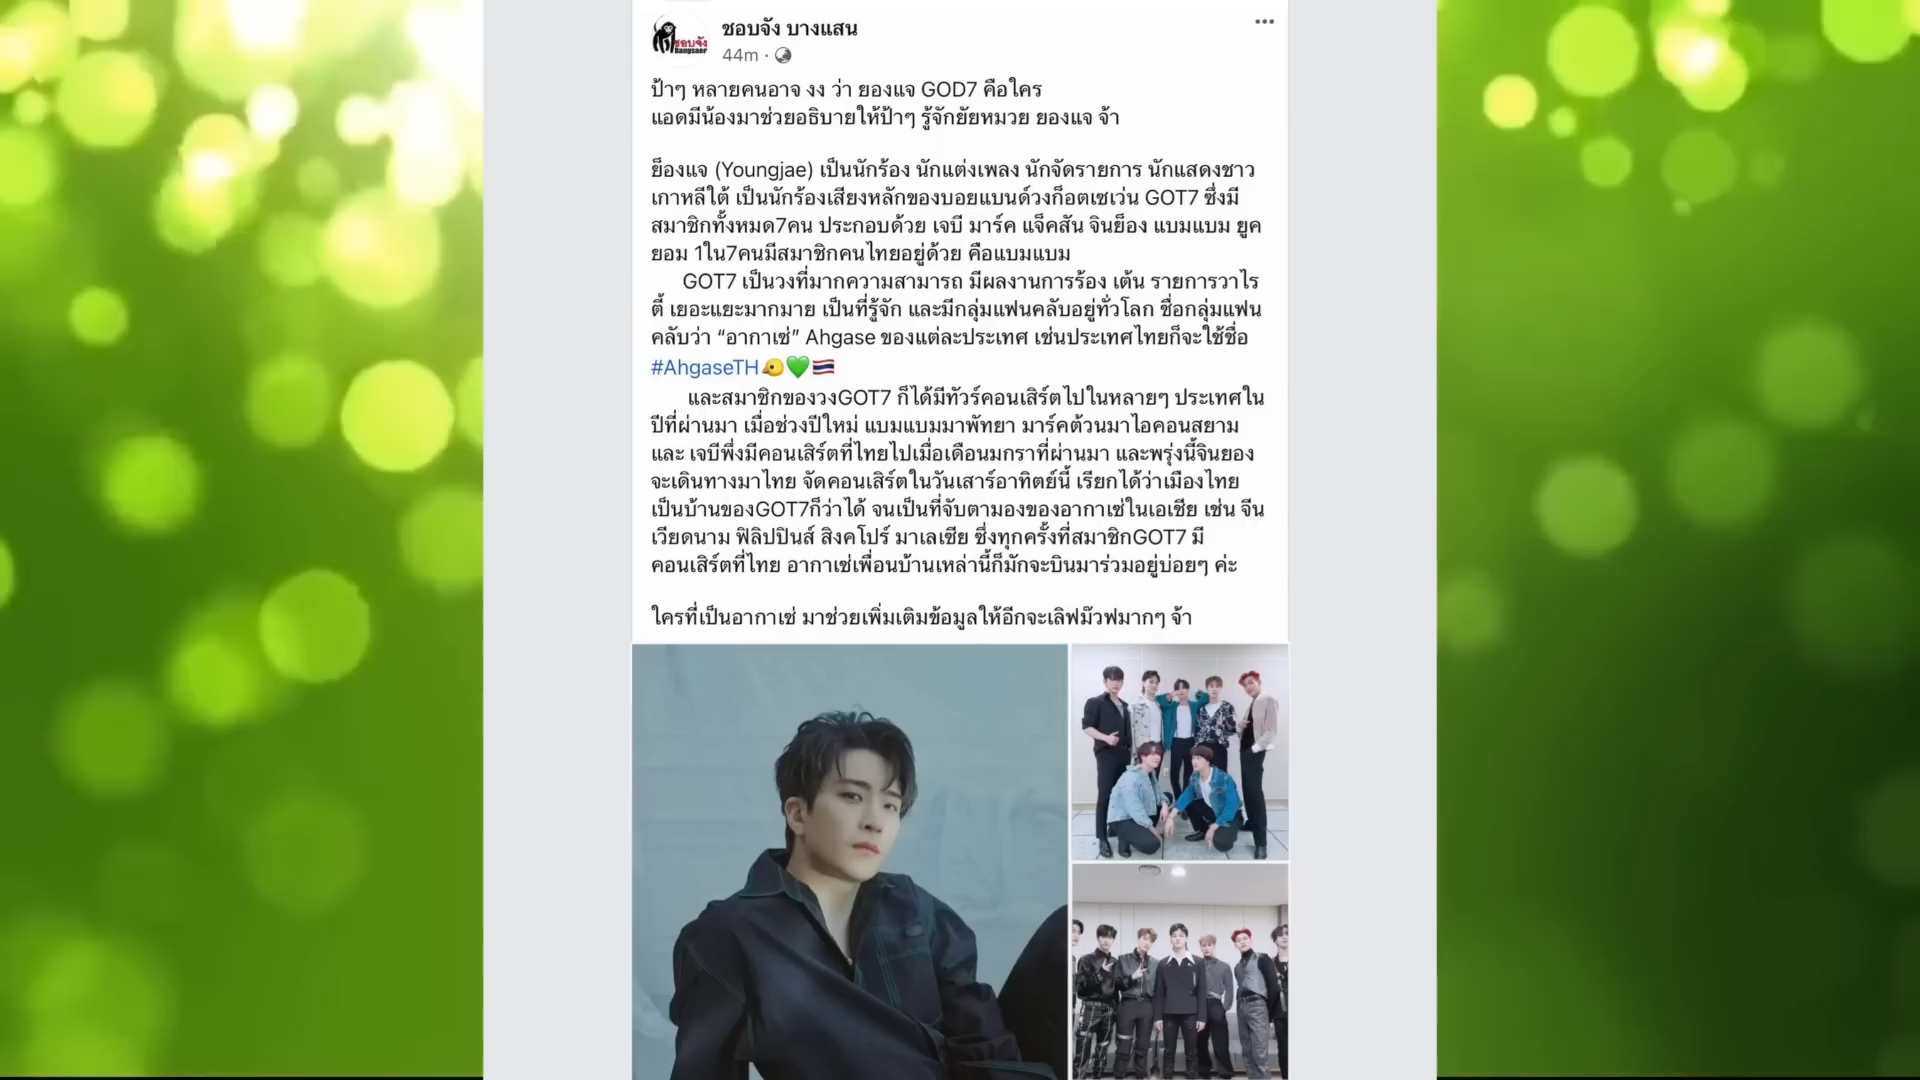 ชอบจัง บางแสน
ชอบจัง
Bangsaen
44m ·
ป้าๆ หลายคนอาจ งง ว่า ยองแจ GOD7 คือใคร
แอดมีน้องมาช่วยอธิบายให้ป้าๆ รู้จักยัยหมวย ยองแจ จ้า
ย็องแจ (Youngjae) เป็นนักร้อง นักแต่งเพลง นักจัดรายการ นักแสดงชาว
เกาหลีใต้ เป็นนักร้องเสียงหลักของบอยแบนด์วงก็อตเซเว่น GOT7 ซึ่งมี
สมาชิกทั้งหมด7คน ประกอบด้วย เจบี มาร์ค แจ็คสัน จินย็อง แบมแบม ยูค
ยอม 1ใน7คนมีสมาชิกคนไทยอยู่ด้วย คือแบมแบม
GOT7 เป็นวงที่มากความสามารถ มีผลงานการร้อง เต้น รายการวาไร
ตี้ เยอะแยะมากมาย เป็นที่รู้จัก และมีกลุ่มแฟนคลับอยู่ทั่วโลก ชื่อกลุ่มแฟน
คลับว่า “อากาเซ่” Ahgase ของแต่ละประเทศ เช่นประเทศไทยก็จะใช้ชื่อ
#AhgaseTH🐤💚🇹🇭
และสมาชิกของวงGOT7 ก็ได้มีทัวร์คอนเสิร์ตไปในหลายๆ ประเทศใน
ปีที่ผ่านมา เมื่อช่วงปีใหม่ แบมแบมมาพัทยา มาร์คต้วนมาไอคอนสยาม
และ เจบีพึ่งมีคอนเสิร์ตที่ไทยไปเมื่อเดือนมกราที่ผ่านมา และพรุ่งนี้จินยอง
จะเดินทางมาไทย จัดคอนเสิร์ตในวันเสาร์อาทิตย์นี้ เรียกได้ว่าเมืองไทย
เป็นบ้านของGOT7ก็ว่าได้ จนเป็นที่จับตามองของอากาเซ่ในเอเชีย เช่น จีน
เวียดนาม ฟิลิปปินส์ สิงคโปร์ มาเลเซีย ซึ่งทุกครั้งที่สมาชิกGOT7 มี
คอนเสิร์ตที่ไทย อากาเซ่เพื่อนบ้านเหล่านี้ก็มักจะบินมาร่วมอยู่บ่อยๆ ค่ะ
ใครที่เป็นอากาเซ่ มาช่วยเพิ่มเติมข้อมูลให้อีกจะเลิฟม๊วฟมากๆ จ้า